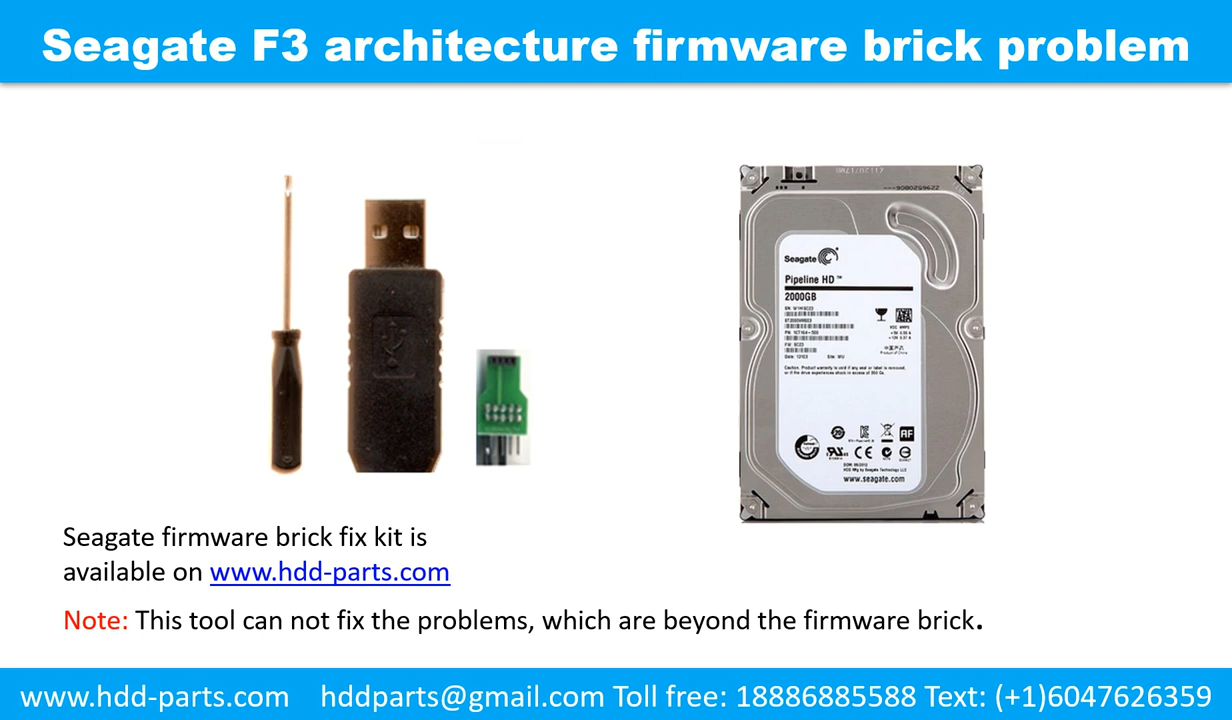 Seagate F3 architecture firmware brick problem
Seagate
Pipeline HD ™
2000GB
www.seagate.com
AF
Seagate firmware brick fix kit is
available on www.hdd-parts.com
Note: This tool can not fix the problems, which are beyond the firmware brick.
www.hdd-parts.com hddparts@gmail.com Toll free: 18886885588 Text: (+1)6047626359